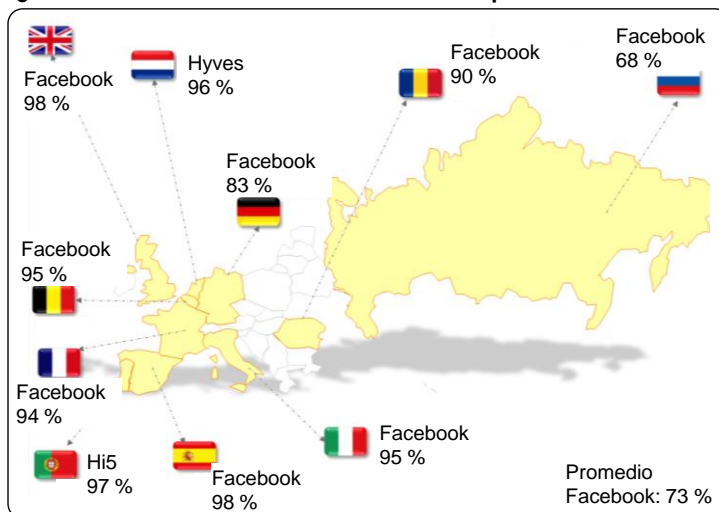 Facebook
98 %
Hyves
96 %
Facebook
90 %
Facebook
68 %
Facebook
83 %
Facebook
95 %
Facebook
94 %
Hi5
97 %
Facebook
98 %
Facebook
95 %
Promedio
Facebook: 73 %